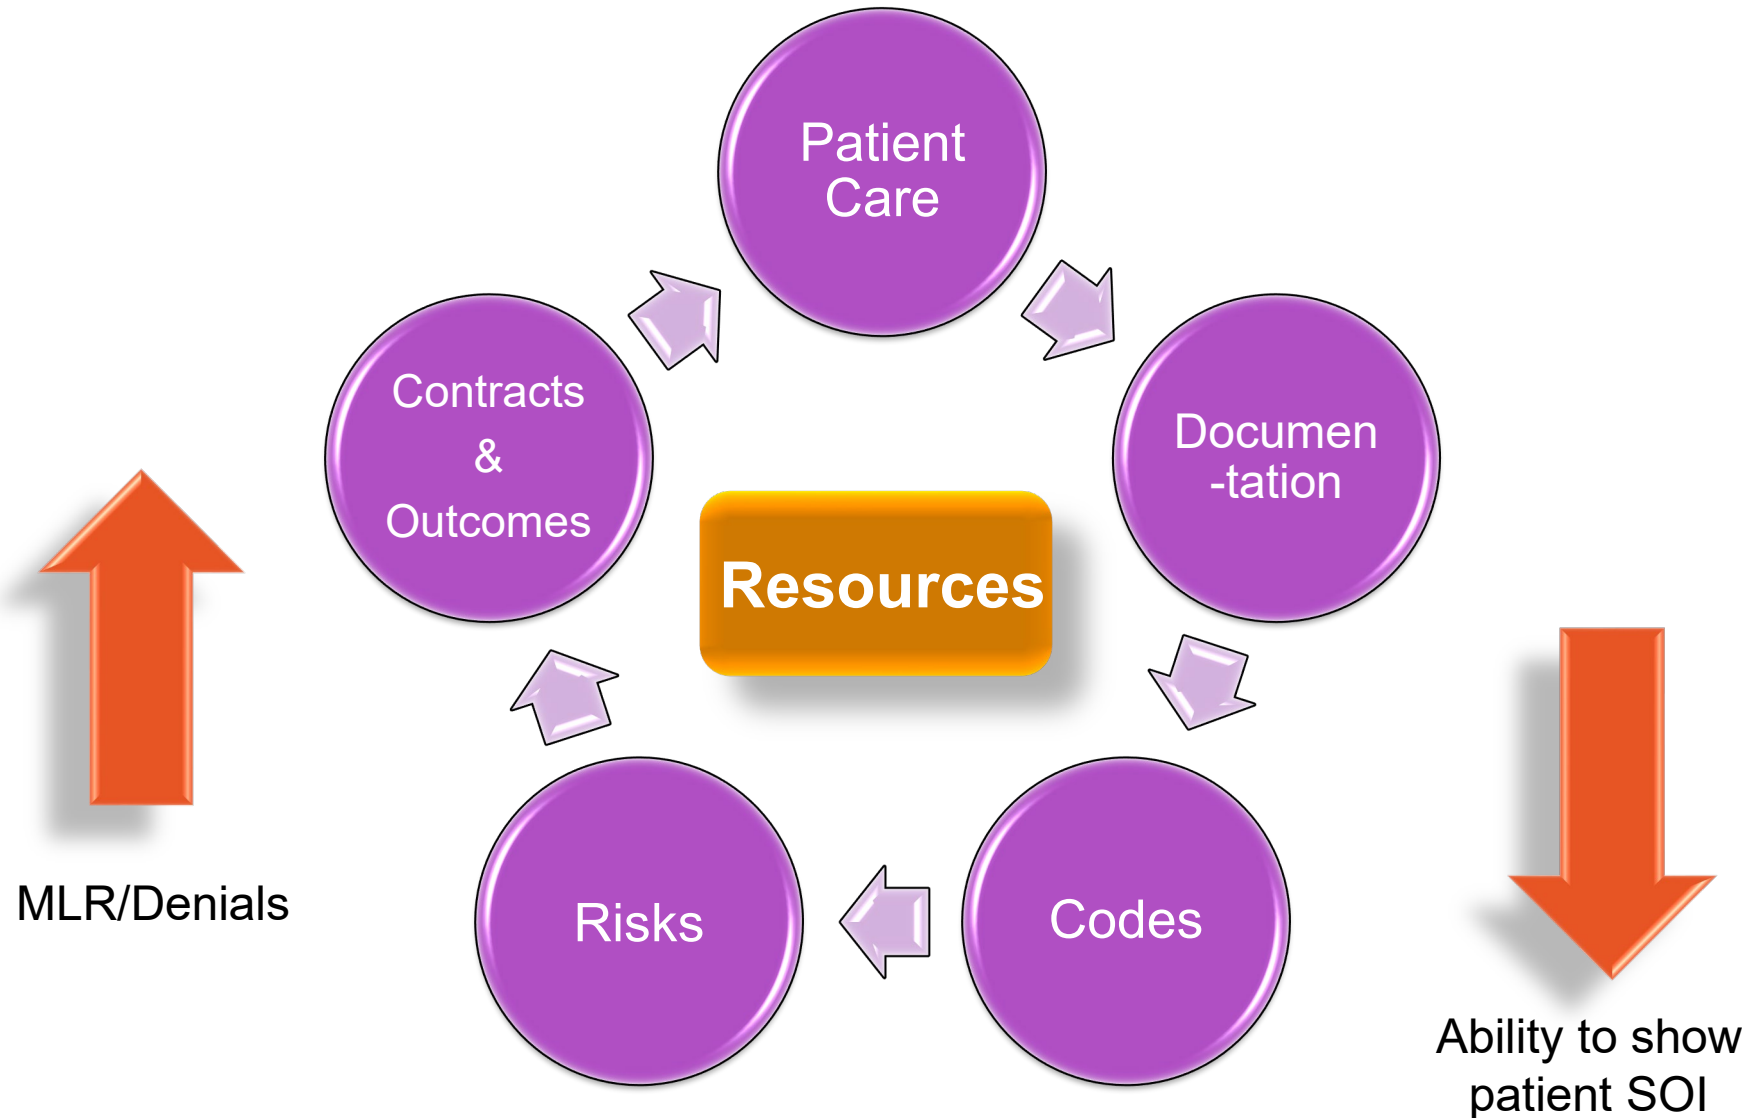 Patient
Care
Contracts
&
Outcomes
Documen
-tation
Resources
MLR/Denials
Risks
Codes
Ability to show
patient SOI